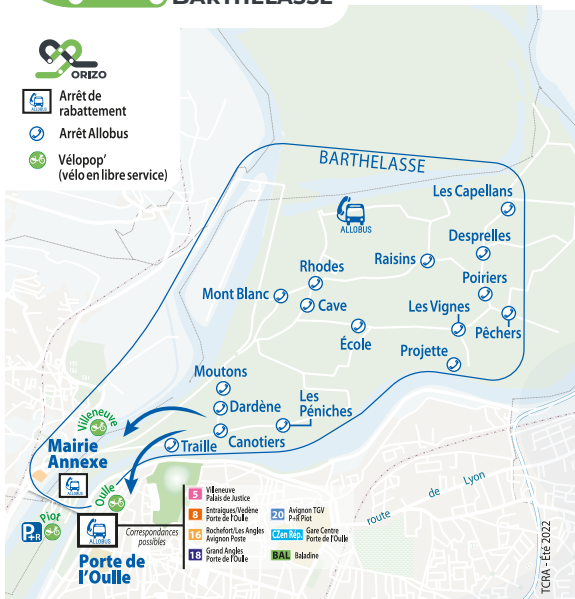 BARTHELASSE
ORIZO
ALLOBUS
Arrêt de
rabattement
Arrêt Allobus
Vélopop'
(vélo en libre service)
BARTHELASSE
ALLOBUS
Les Capellans
Desprelles
Raisins
Rhodes
Poiriers
Mont Blanc
Cave
Les Vignes
Pêchers
École
Projette
Moutons
Dardène
Les
Péniches
Canotiers
Traille
Villeneuve
Mairie
Annexe
ALLOBUS
Oulle
Piot
P+R
ALLOBUS
Porte de
l'Oulle
Correspondances
possibles
5 Villeneuve
Palais de Justice
8 Entraigues/Vedène
Porte de l'Oulle
16 Rochefort/Les Angles
Avignon Poste
18 Grand Angles
Porte de l'Oulle
20 Avignon TGV
P+R Piot
CZen Rép. Gare Centre
Porte de l'Oulle
BAL Baladine
route de Lyon
TCRA - Été 2022